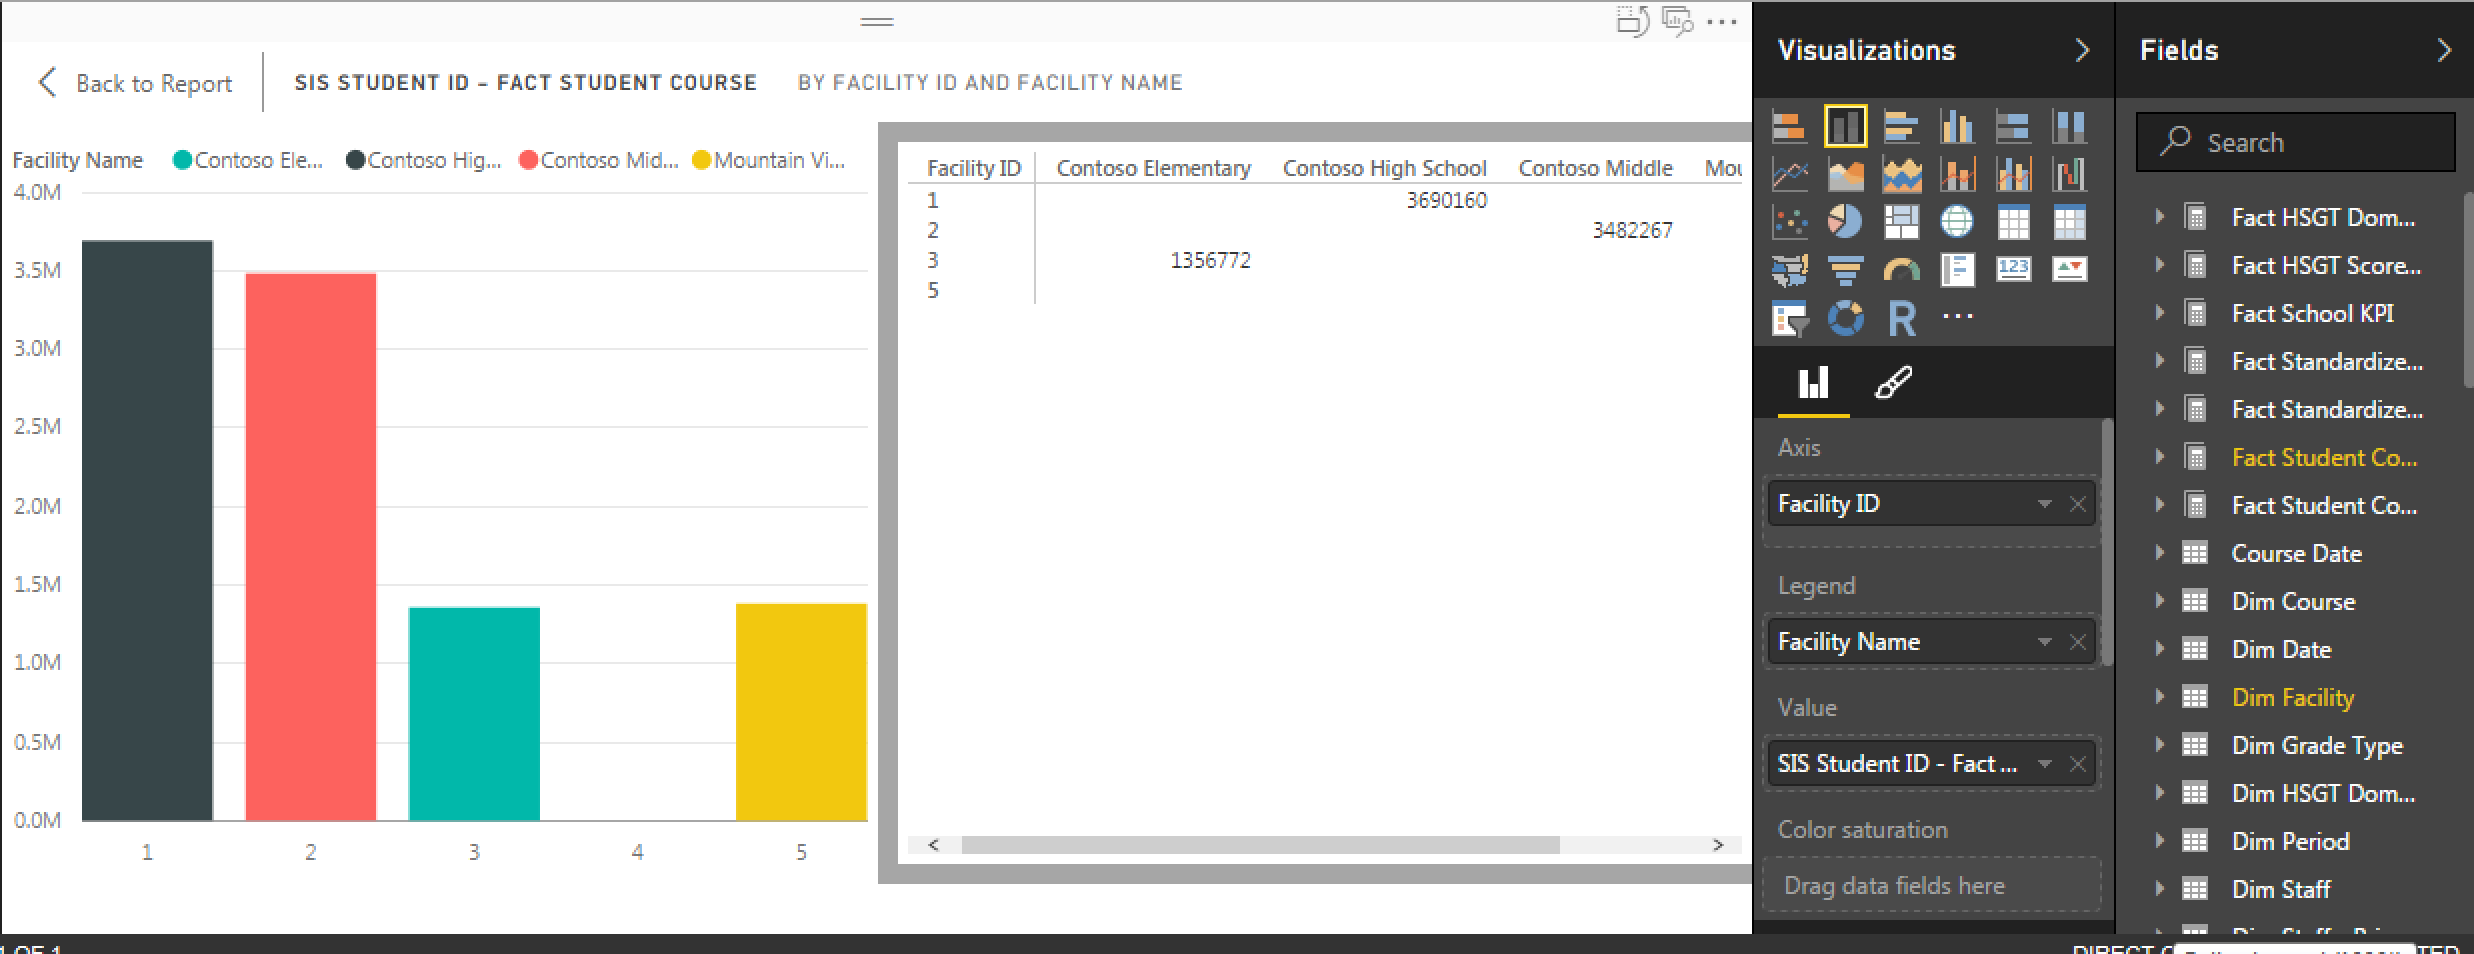 Back to Report
SIS STUDENT ID – FACT STUDENT COURSE
BY FACILITY ID AND FACILITY NAME
Facility Name
Contoso Ele...
Contoso Hig...
Contoso Mid...
Mountain Vi...
4.0M
3.5M
3.0M
2.5M
2.0M
1.5M
1.0M
0.5M
0.0M
1 2 3 4 5
Facility ID Contoso Elementary Contoso High School Contoso Middle Mou
1 3690160
2 3482267
3 1356772
5
Visualizations
123
R
Axis
Facility ID
Legend
Facility Name
Value
SIS Student ID - Fact ...
Color saturation
Drag data fields here
Fields
Search
Fact HSGT Dom...
Fact HSGT Score...
Fact School KPI
Fact Standardize...
Fact Standardize...
Fact Student Co...
Fact Student Co...
Course Date
Dim Course
Dim Date
Dim Facility
Dim Grade Type
Dim HSGT Dom...
Dim Period
Dim Staff
1 OF 1